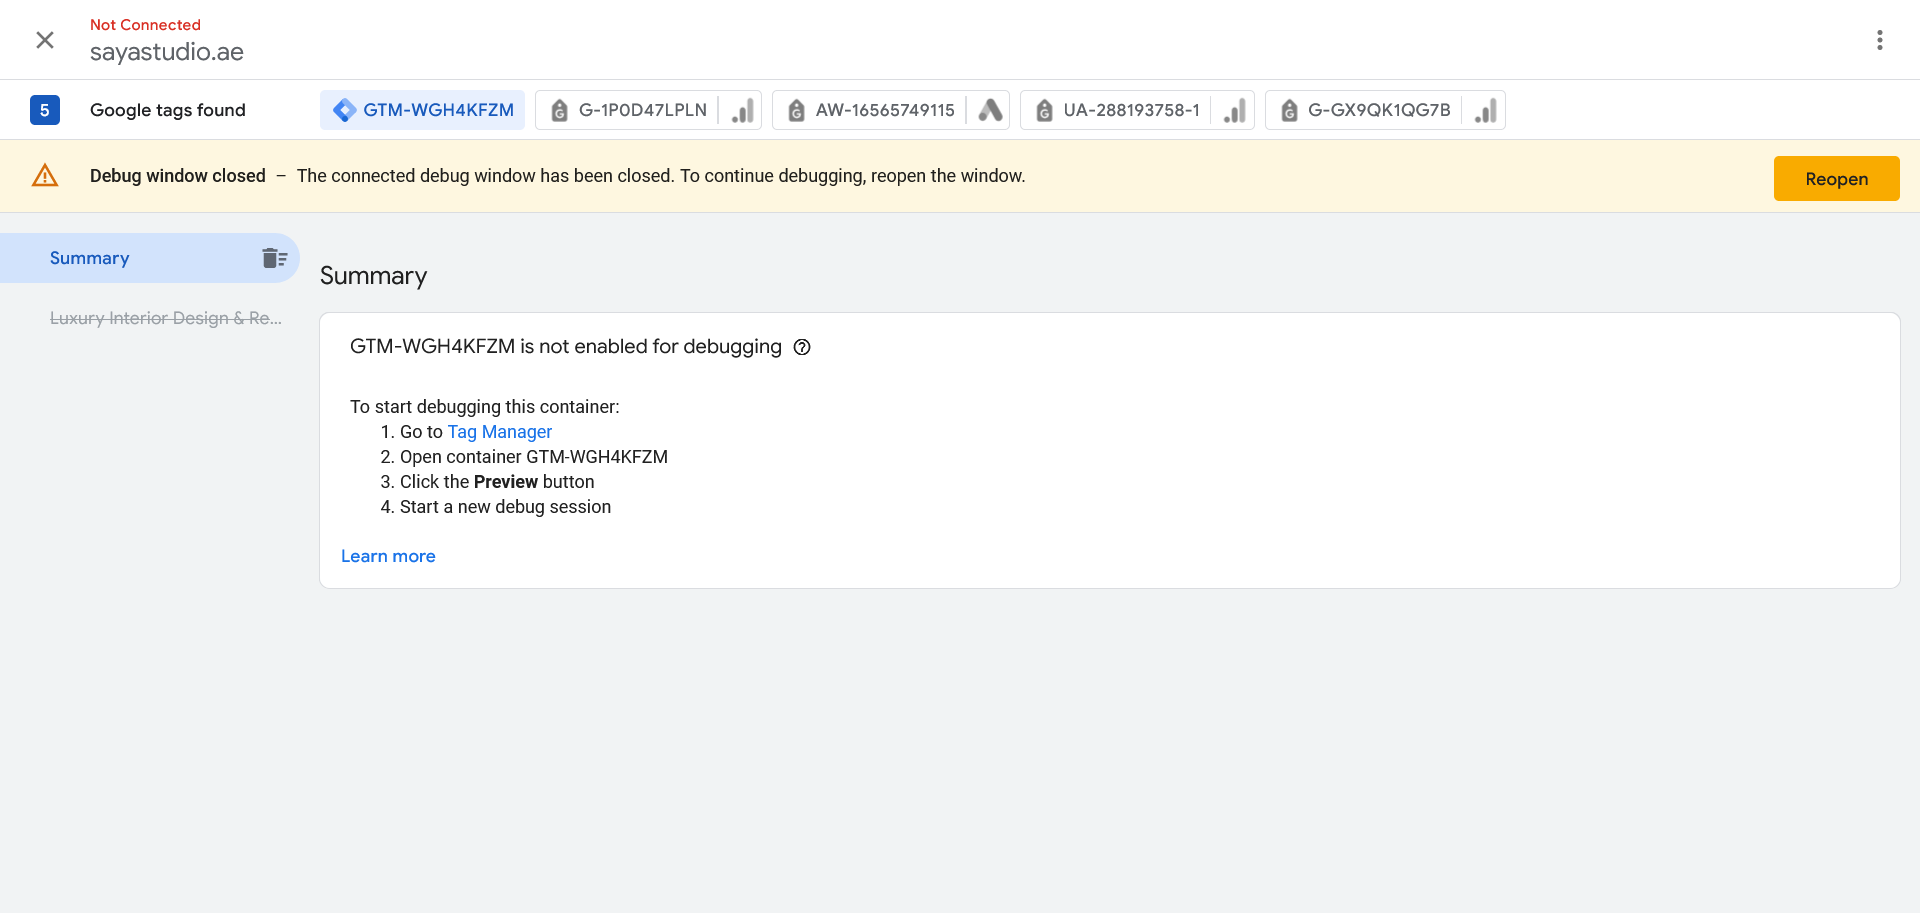 Not Connected
sayastudio.ae
5
Google tags found
GTM-WGH4KFZM
G-1P0D47LPLN
AW-16565749115
UA-288193758-1
G-GX9QK1QG7B
Debug window closed – The connected debug window has been closed. To continue debugging, reopen the window.
Reopen
Summary
Luxury Interior Design & Re...
Summary
GTM-WGH4KFZM is not enabled for debugging
To start debugging this container:
1. Go to Tag Manager
2. Open container GTM-WGH4KFZM
3. Click the Preview button
4. Start a new debug session
Learn more